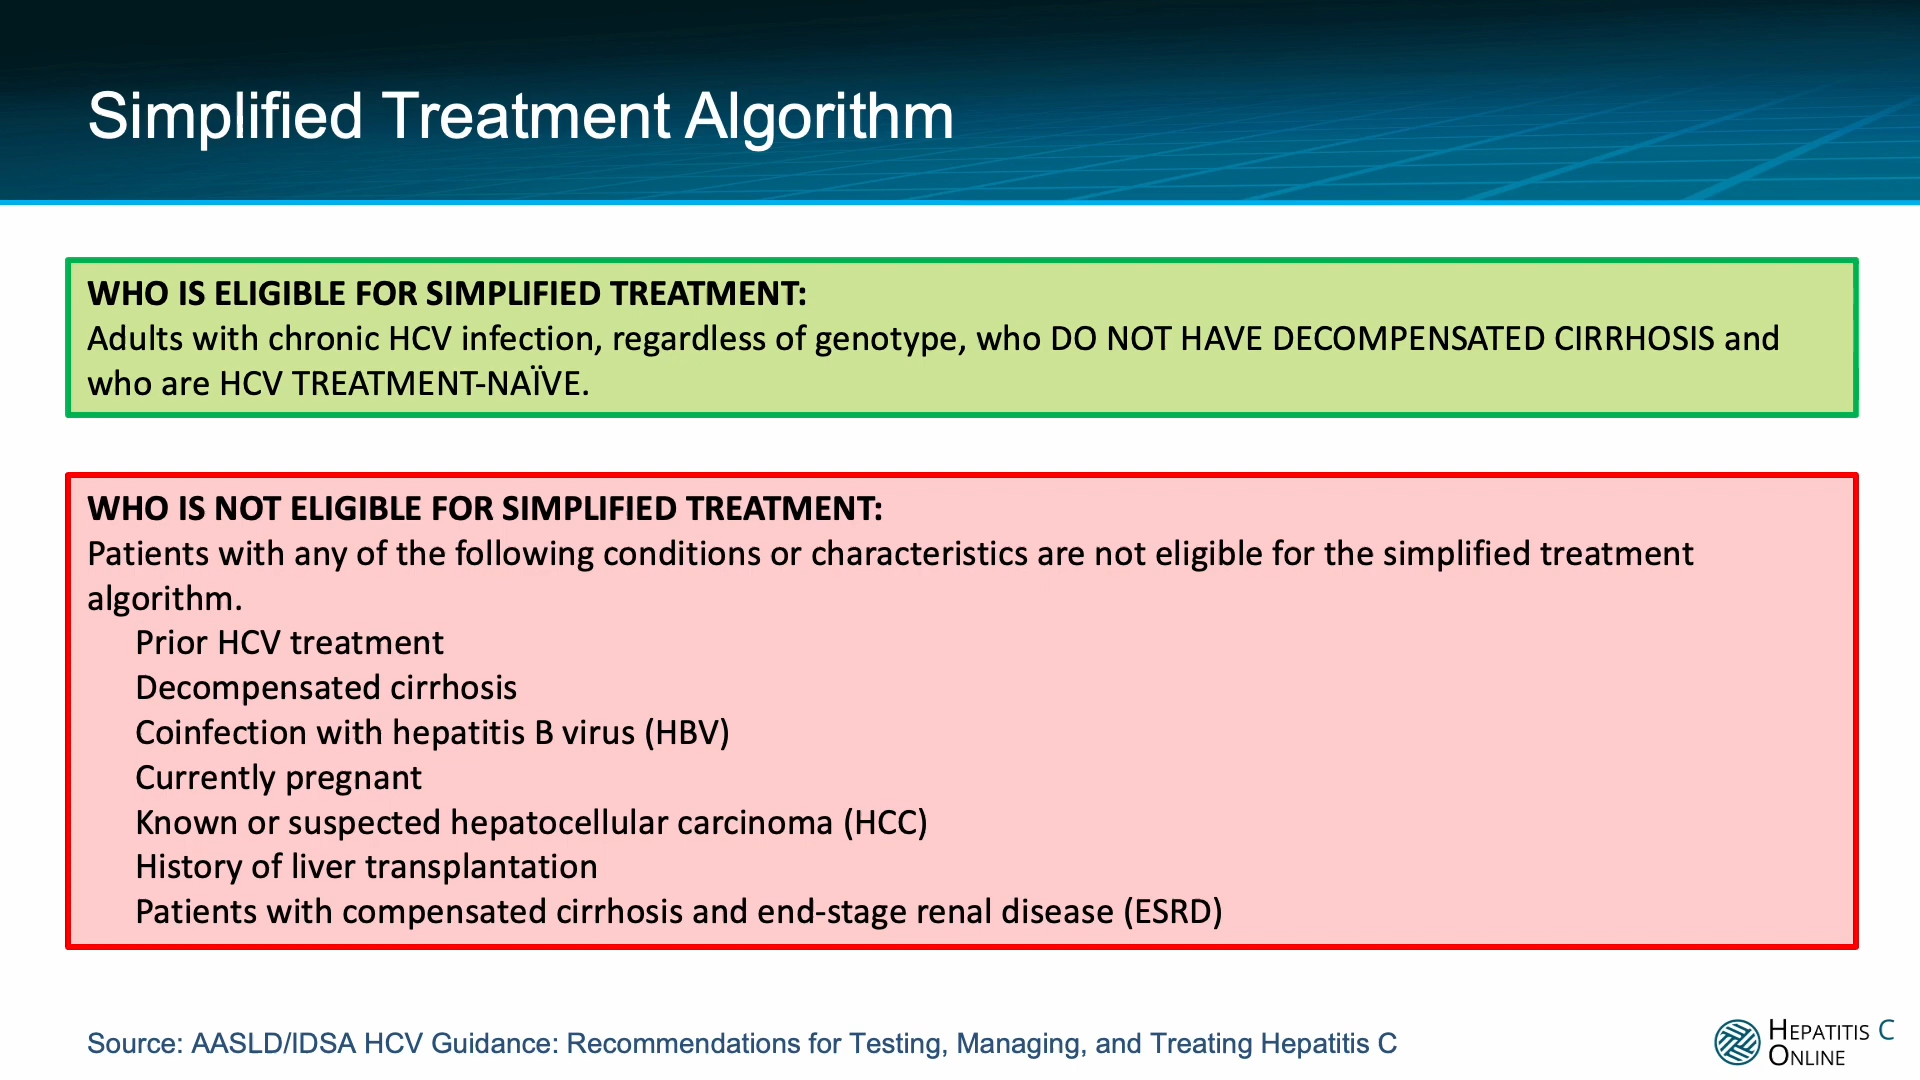 Simplified Treatment Algorithm
WHO IS ELIGIBLE FOR SIMPLIFIED TREATMENT:
Adults with chronic HCV infection, regardless of genotype, who DO NOT HAVE DECOMPENSATED CIRRHOSIS and
who are HCV TREATMENT-NAÏVE.
WHO IS NOT ELIGIBLE FOR SIMPLIFIED TREATMENT:
Patients with any of the following conditions or characteristics are not eligible for the simplified treatment
algorithm.
Prior HCV treatment
Decompensated cirrhosis
Coinfection with hepatitis B virus (HBV)
Currently pregnant
Known or suspected hepatocellular carcinoma (HCC)
History of liver transplantation
Patients with compensated cirrhosis and end-stage renal disease (ESRD)
Source: AASLD/IDSA HCV Guidance: Recommendations for Testing, Managing, and Treating Hepatitis C
HEPATITIS C
ONLINE